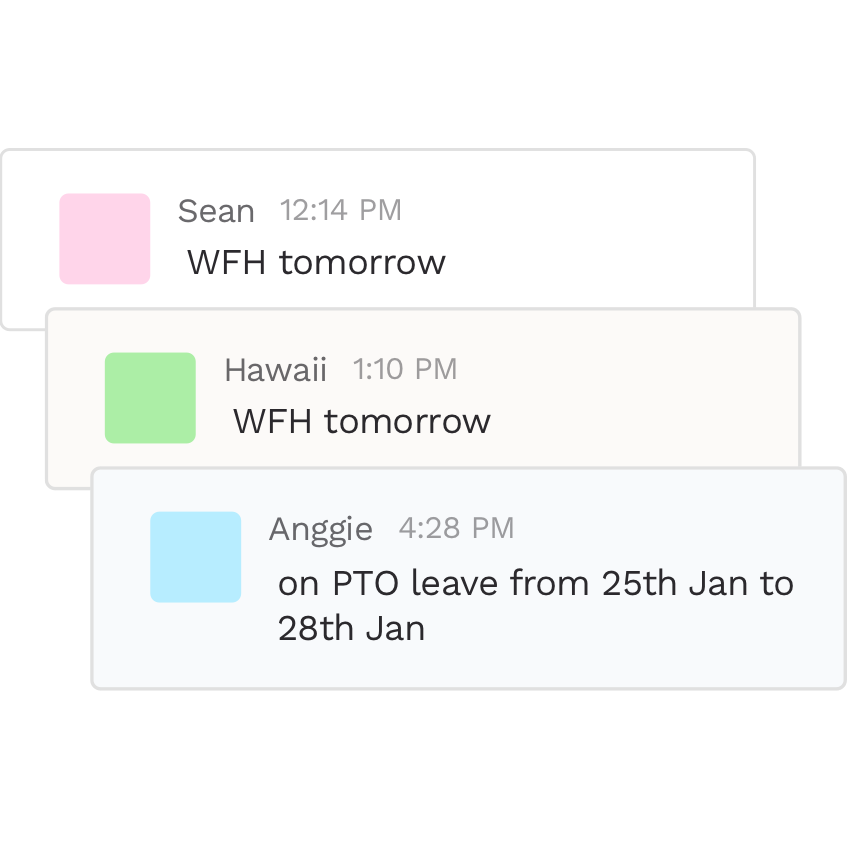 Sean 12:14 PM
WFH tomorrow
Hawaii 1:10 PM
WFH tomorrow
Anggie 4:28 PM
on PTO leave from 25th Jan to
28th Jan